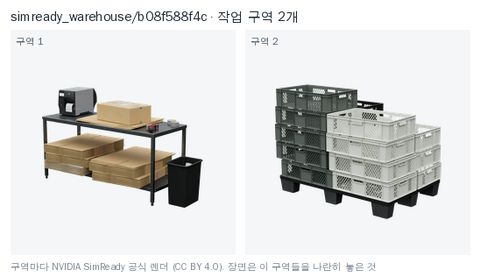 simready_warehouse/b08f588f4c · 작업 구역 2개
구역 1
구역 2
구역마다 NVIDIA SimReady 공식 렌더 (CC BY 4.0). 장면은 이 구역들을 나란히 놓은 것